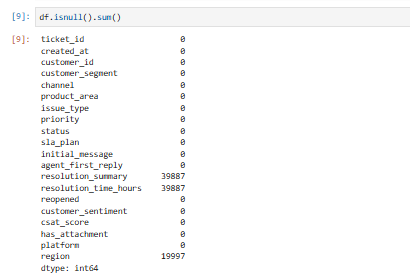 [9]: df.isnull().sum()
[9]: ticket_id 0
created_at 0
customer_id 0
customer_segment 0
channel 0
product_area 0
issue_type 0
priority 0
status 0
sla_plan 0
initial_message 0
agent_first_reply 0
resolution_summary 39887
resolution_time_hours 39887
reopened 0
customer_sentiment 0
csat_score 0
has_attachment 0
platform 0
region 19997
dtype: int64